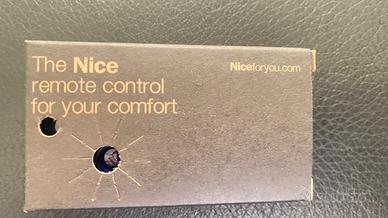 The Nice
remote control
for your comfort
Niceforyou.com